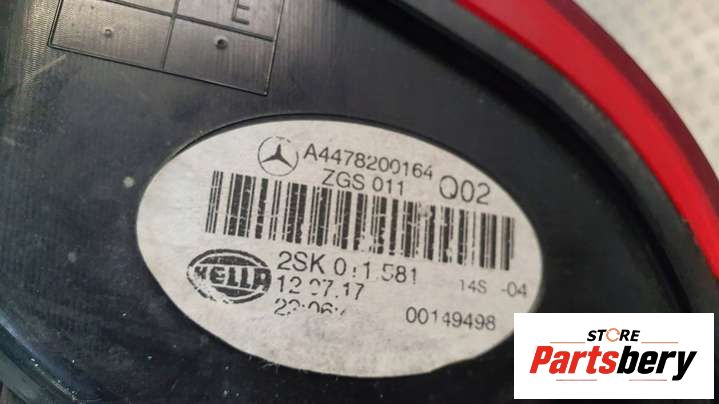 E
A4478200164
ZGS 011 Q02
HELLA
2SK 011.581
12.07.17
14S -04
00149498
STORE
Partsbery